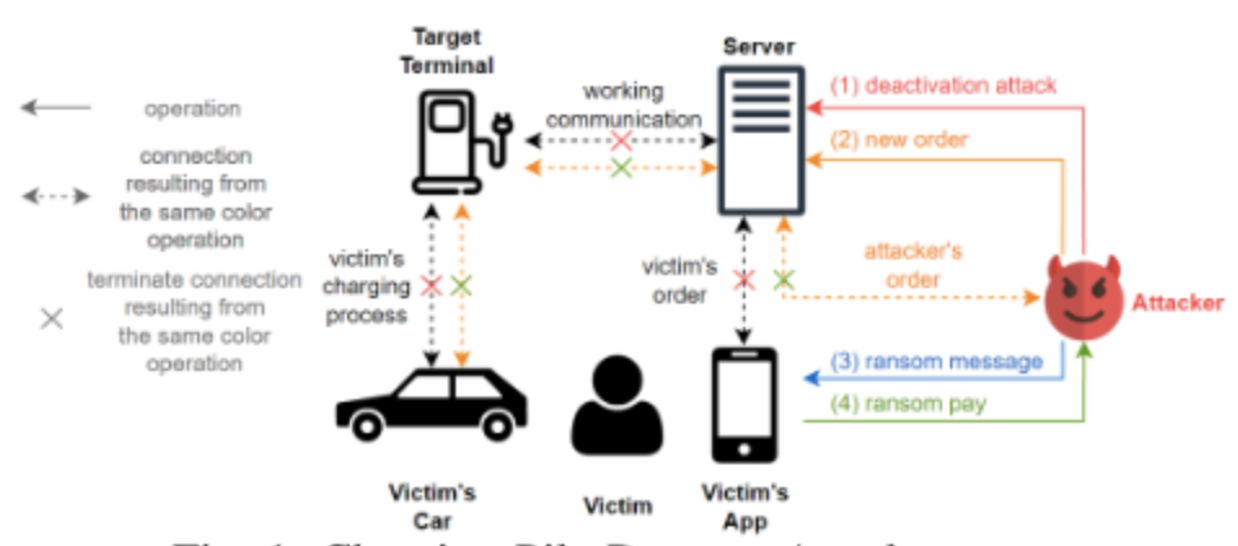 Target
Terminal
Server
operation
connection
resulting from
the same color
operation
terminate connection
resulting from
the same color
operation
working
communication
(1) deactivation attack
(2) new order
victim's
charging
process
victim's
order
attacker's
order
Attacker
(3) ransom message
(4) ransom pay
Victim's
Car
Victim
Victim's
App